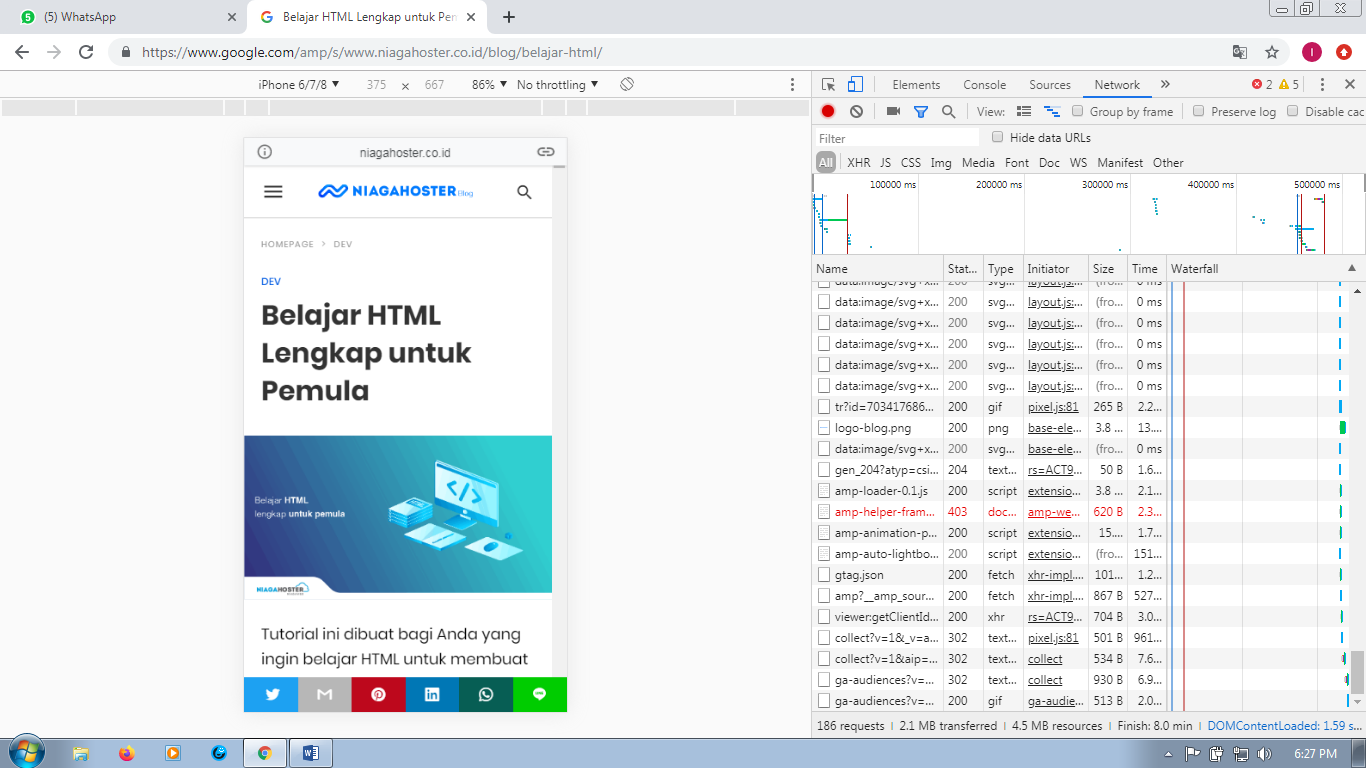 (5) WhatsApp
Belajar HTML Lengkap untuk Pen
https://www.google.com/amp/s/www.niagahoster.co.id/blog/belajar-html/
I
iPhone 6/7/8 375 × 667 86% No throttling
Elements Console Sources Network 2 5
View: Group by frame Preserve log Disable cac
Filter Hide data URLs
All XHR JS CSS Img Media Font Doc WS Manifest Other
100000 ms 200000 ms 300000 ms 400000 ms 500000 ms
niagahoster.co.id
NIAGAHOSTER Blog
HOMEPAGE > DEV
DEV
Belajar HTML
Lengkap untuk
Pemula
Belajar HTML
lengkap untuk pemula
NIAGAHOSTER
Tutorial ini dibuat bagi Anda yang
ingin belajar HTML untuk membuat
Name Stat... Type Initiator Size Time Waterfall
data:image/svg+x... 200 svg... layout.js:... (fro... 0 ms
data:image/svg+x... 200 svg... layout.js:... (fro... 0 ms
data:image/svg+x... 200 svg... layout.js:... (fro... 0 ms
data:image/svg+x... 200 svg... layout.js:... (fro... 0 ms
data:image/svg+x... 200 svg... layout.js:... (fro... 0 ms
data:image/svg+x... 200 svg... layout.js:... (fro... 0 ms
tr?id=703417686... 200 gif pixel.js:81 265 B 2.2...
logo-blog.png 200 png base-ele... 3.8 ... 13....
data:image/svg+x... 200 svg... base-ele... (fro... 0 ms
gen_204?atyp=csi... 204 text... rs=ACT9... 50 B 1.6...
amp-loader-0.1.js 200 script extensio... 3.8 ... 2.1...
amp-helper-fram... 403 doc... amp-we... 620 B 2.3...
amp-animation-p... 200 script extensio... 15.... 1.7...
amp-auto-lightbo... 200 script extensio... (fro... 151...
gtag.json 200 fetch xhr-impl.... 101... 1.2...
amp?__amp_sour... 200 fetch xhr-impl.... 867 B 527...
viewer:getClientId... 200 xhr rs=ACT9... 704 B 3.0...
collect?v=1&_v=a... 302 text... pixel.js:81 501 B 961...
collect?v=1&aip=... 302 text... collect 534 B 7.6...
ga-audiences?v=... 302 text... collect 930 B 6.9...
ga-audiences?v=... 200 gif ga-audie... 513 B 2.0...
186 requests 2.1 MB transferred 4.5 MB resources Finish: 8.0 min DOMContentLoaded: 1.59 s...
6:27 PM